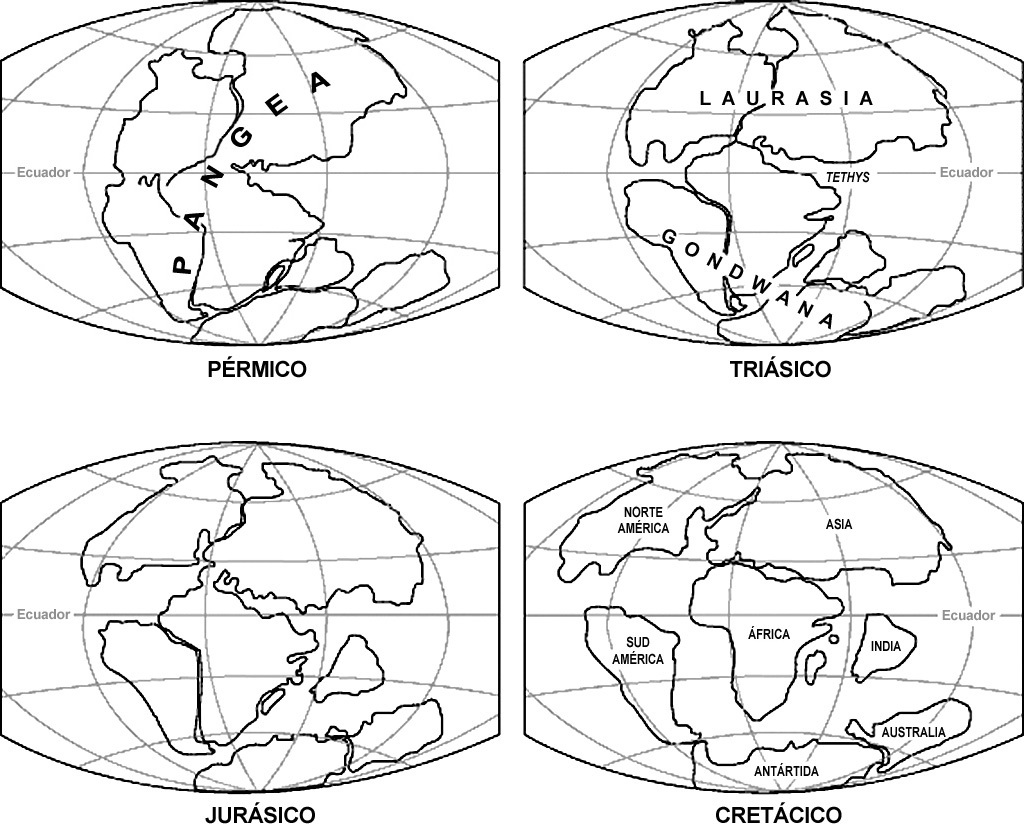 PANGEA
Ecuador
PÉRMICO
LAURASIA
TETHYS
Ecuador
GONDWANA
TRIÁSICO
Ecuador
JURÁSICO
NORTE
AMÉRICA
ASIA
Ecuador
SUD
AMÉRICA
ÁFRICA
INDIA
AUSTRALIA
ANTÁRTIDA
CRETÁCICO